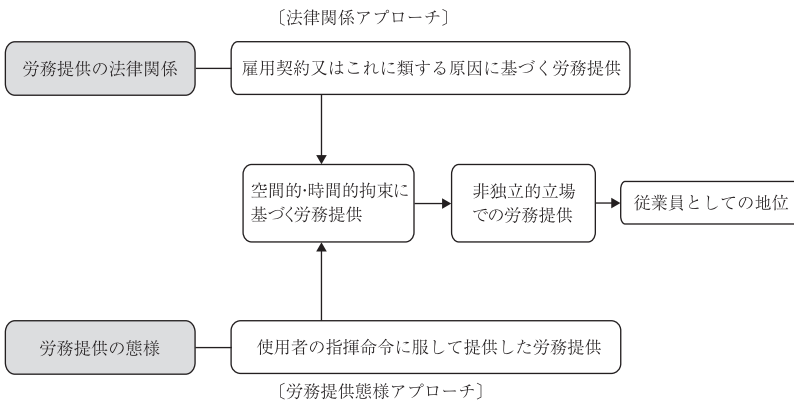 〔法律関係アプローチ〕
労務提供の法律関係
雇用契約又はこれに類する原因に基づく労務提供
空間的･時間的拘束に
基づく労務提供
非独立的立場
での労務提供
従業員としての地位
労務提供の態様
使用者の指揮命令に服して提供した労務提供
〔労務提供態様アプローチ〕